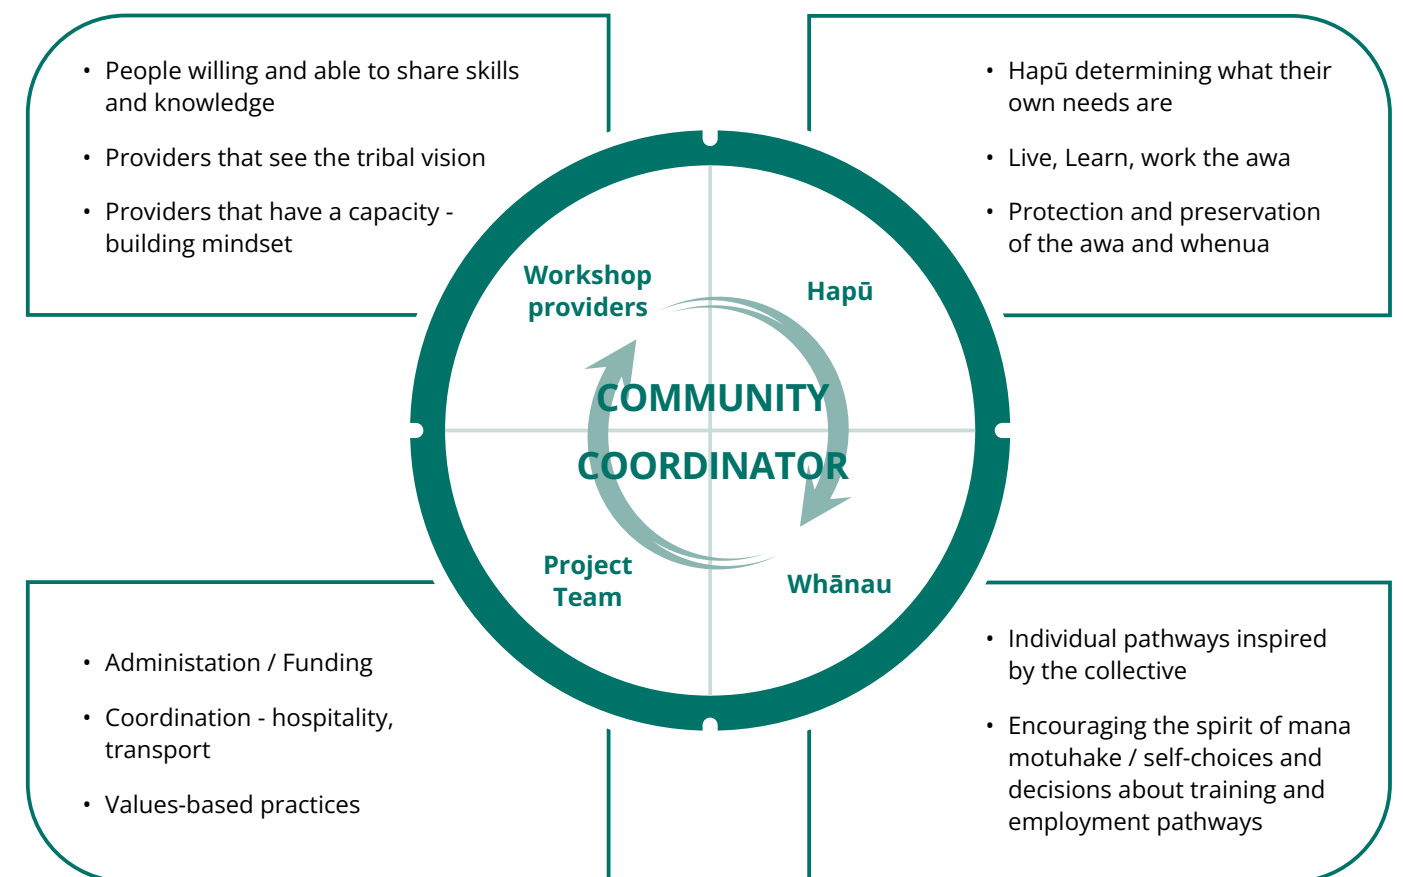 • People willing and able to share skills
and knowledge
• Providers that see the tribal vision
• Providers that have a capacity -
building mindset
• Hapū determining what their
own needs are
• Live, Learn, work the awa
• Protection and preservation
of the awa and whenua
Workshop
providers
Hapū
COMMUNITY
COORDINATOR
Project
Team
Whānau
• Administation / Funding
• Coordination - hospitality,
transport
• Values-based practices
• Individual pathways inspired
by the collective
• Encouraging the spirit of mana
motuhake / self-choices and
decisions about training and
employment pathways